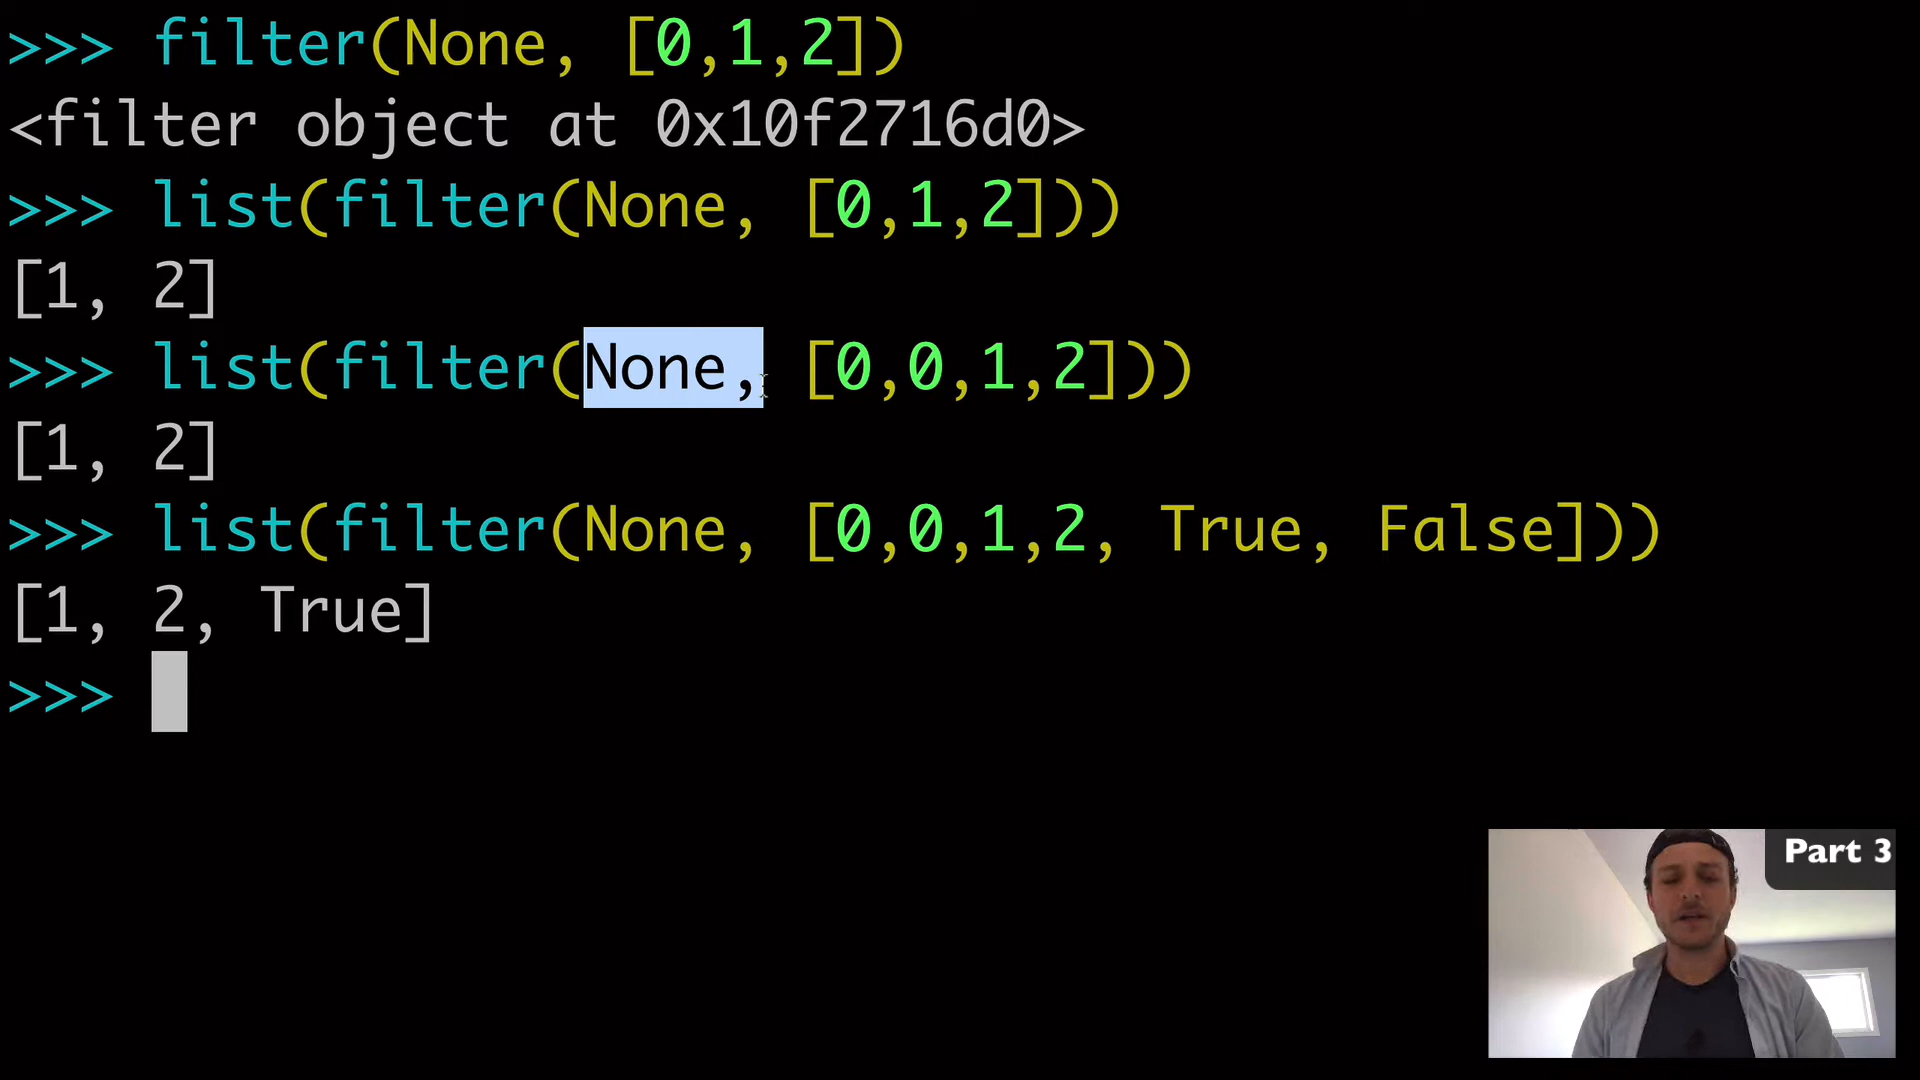 >>> filter(None, [0,1,2])
<filter object at 0x10f2716d0>
>>> list(filter(None, [0,1,2]))
[1, 2]
>>> list(filter(None, [0,0,1,2]))
[1, 2]
>>> list(filter(None, [0,0,1,2, True, False]))
[1, 2, True]
>>>
Part 3